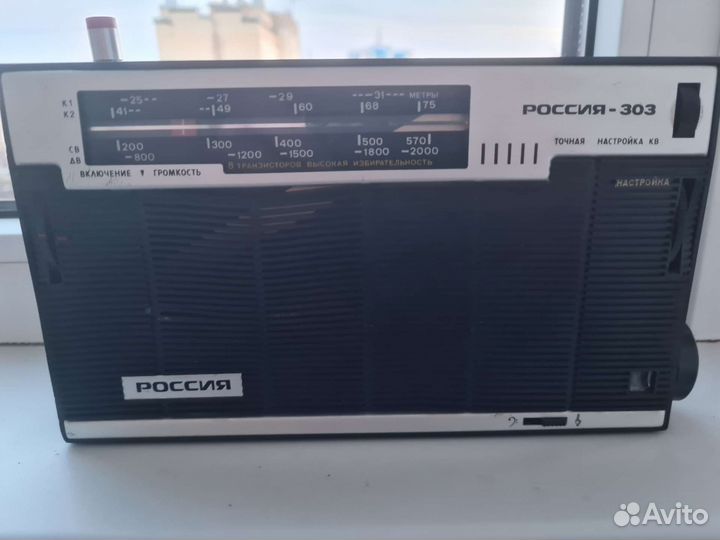 К1 -25-- -27 -29 --31--- МЕТРЫ
К2 |41-- --|49 |60 |68 |75
РОССИЯ-303
СВ |200 |300 |400 |500 570|
ДВ -800 -1200 -1500 -1800 -2000
8 ТРАНЗИСТОРОВ ВЫСОКАЯ ИЗБИРАТЕЛЬНОСТЬ
ТОЧНАЯ НАСТРОЙКА КВ
ВКЛЮЧЕНИЕ ▼ ГРОМКОСТЬ
НАСТРОЙКА
РОССИЯ
Avito